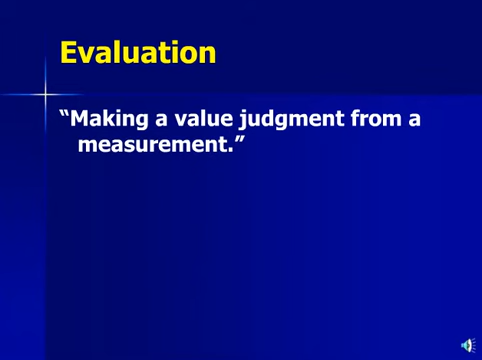 Evaluation
“Making a value judgment from a
measurement.”